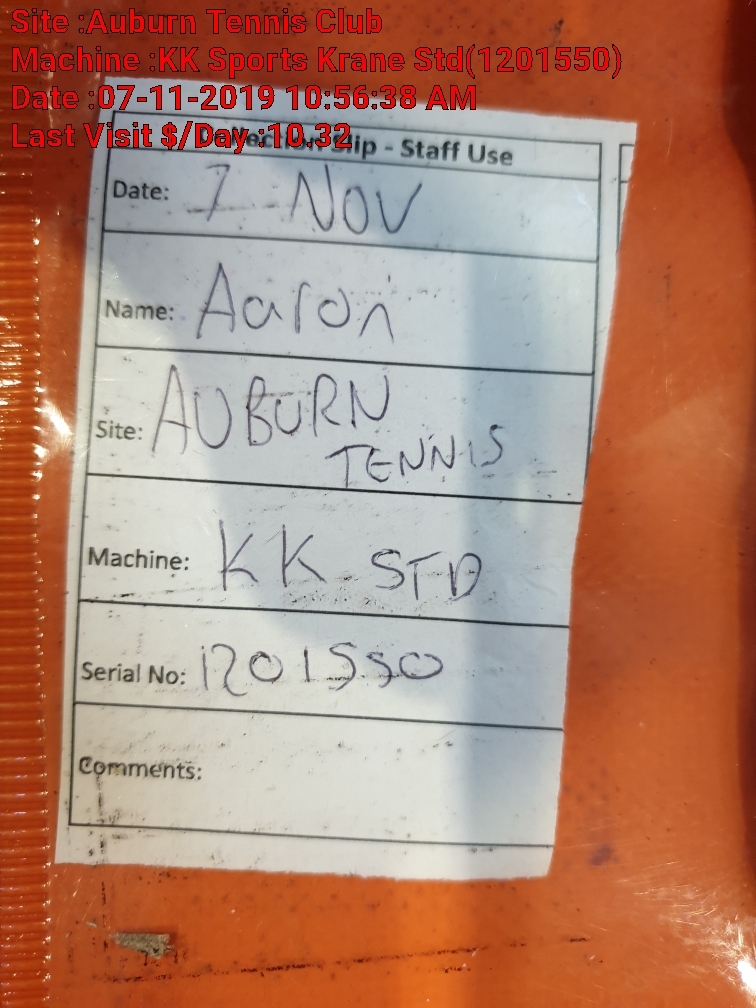 Site :Auburn Tennis Club
Machine :KK Sports Krane Std(1201550)
Date :07-11-2019 10:56:38 AM
Last Visit $/Day :10.32
Collection Slip - Staff Use
Date: 7 NOV
Name: Aaron
Site: AUBURN
TENNIS
Machine: KK STD
Serial No: 1201550
Comments: